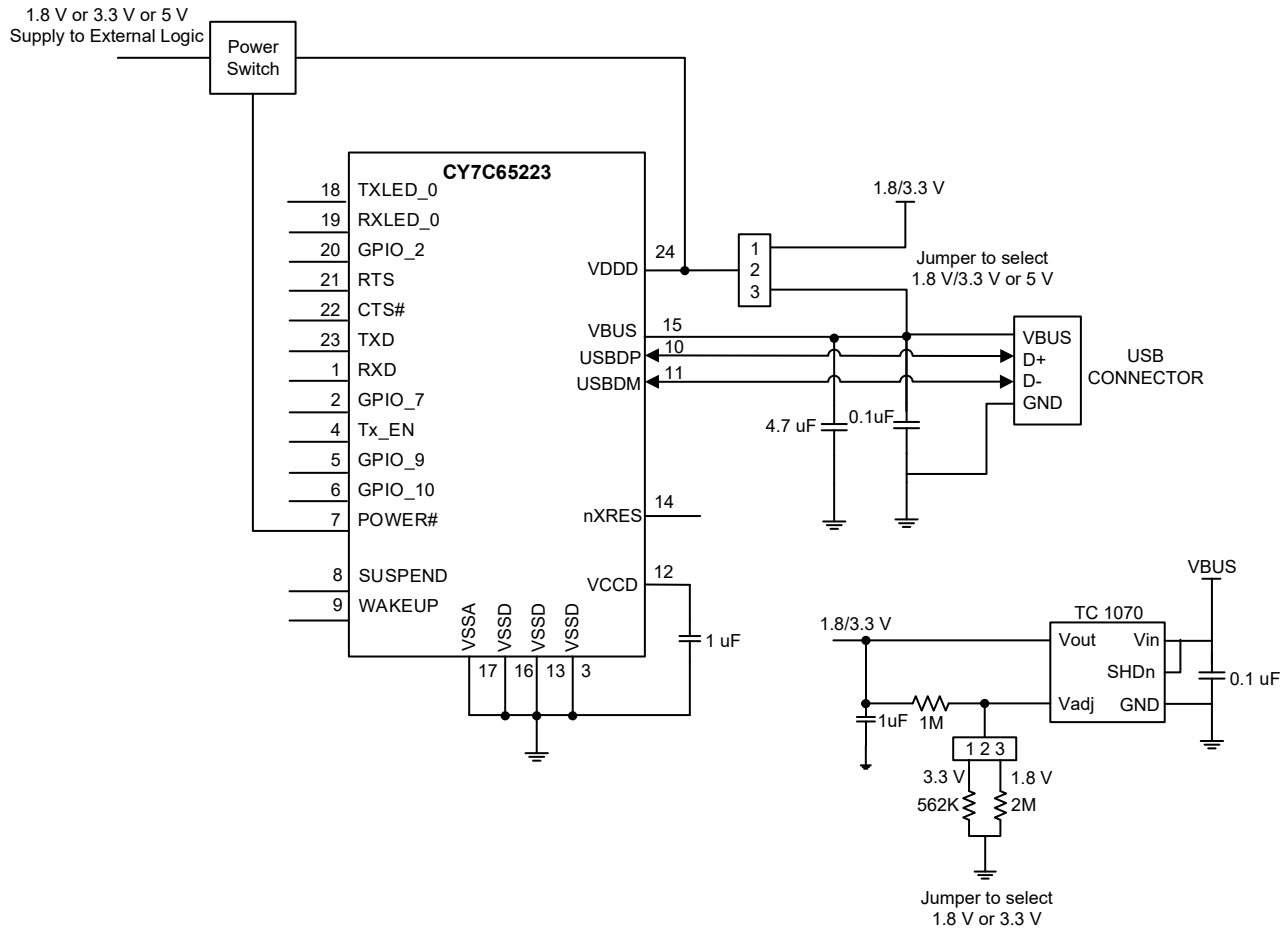 1.8 V or 3.3 V or 5 V
Supply to External Logic
Power
Switch
CY7C65223
18 TXLED_0
19 RXLED_0
20 GPIO_2
21 RTS
22 CTS#
23 TXD
1 RXD
2 GPIO_7
4 Tx_EN
5 GPIO_9
6 GPIO_10
7 POWER#
8 SUSPEND
9 WAKEUP
VDDD 24
VBUS 15
USBDP 10
USBDM 11
nXRES 14
VCCD 12
VSSA
VSSD
VSSD
VSSD
17 16 13 3
1 uF
1.8/3.3 V
1
2
3
Jumper to select
1.8 V/3.3 V or 5 V
VBUS
D+
D-
GND
USB
CONNECTOR
4.7 uF
0.1uF
VBUS
TC 1070
1.8/3.3 V
Vout Vin
SHDn
Vadj GND
0.1 uF
1uF
1M
1 2 3
3.3 V 1.8 V
562K 2M
Jumper to select
1.8 V or 3.3 V